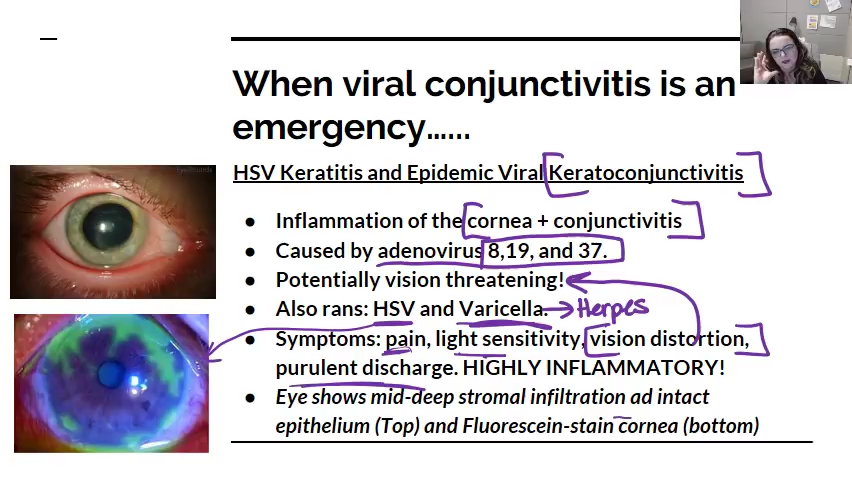 When viral conjunctivitis is an
emergency......
HSV Keratitis and Epidemic Viral Keratoconjunctivitis
● Inflammation of the cornea + conjunctivitis
● Caused by adenovirus 8,19, and 37.
● Potentially vision threatening!
● Also rans: HSV and Varicella. Herpes
● Symptoms: pain, light sensitivity, vision distortion,
purulent discharge. HIGHLY INFLAMMATORY!
● Eye shows mid-deep stromal infiltration ad intact
epithelium (Top) and Fluorescein-stain cornea (bottom)